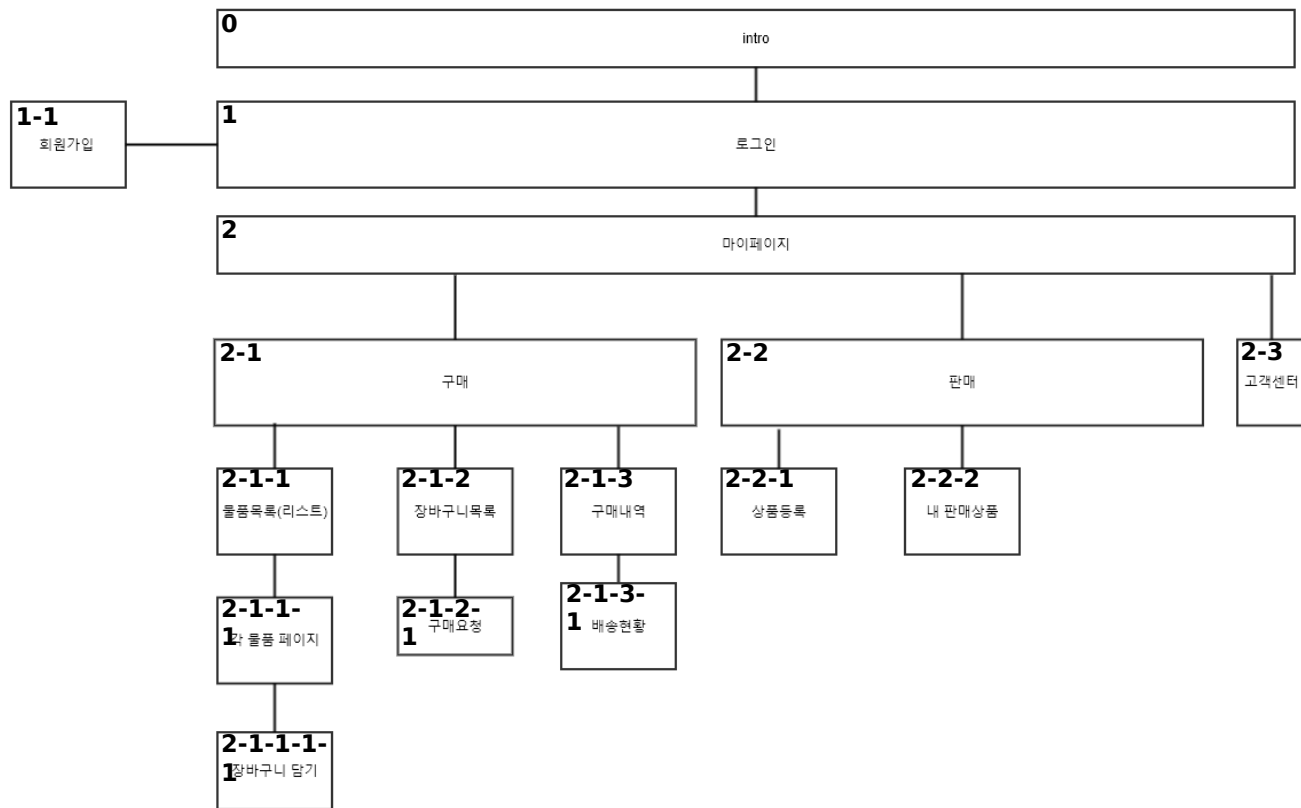 0
intro
1-1
회원가입
1
로그인
2
마이페이지
2-1
구매
2-2
판매
2-3
고객센터
2-1-1
물품목록(리스트)
2-1-2
장바구니목록
2-1-3
구매내역
2-2-1
상품등록
2-2-2
내 판매상품
2-1-1-
1
각 물품 페이지
2-1-2-
1
구매요청
2-1-3-
1
배송현황
2-1-1-1-
1
장바구니 담기